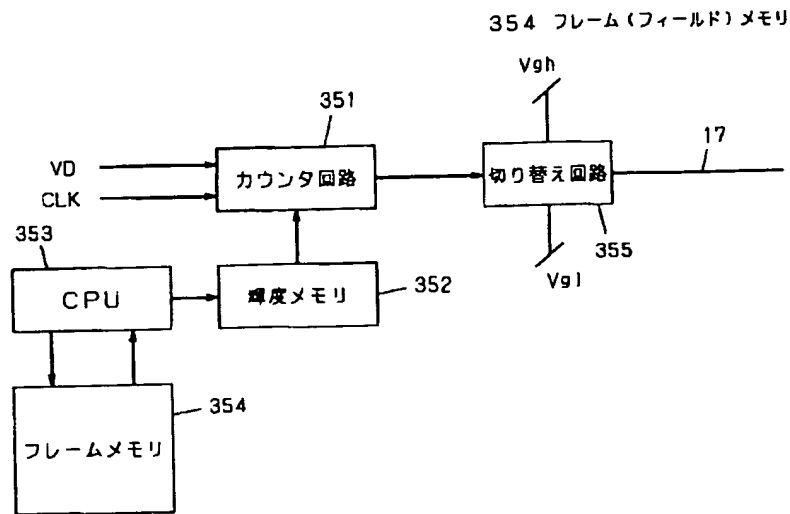 354 フレーム(フィールド)メモリ
Vgh
351
17
VD
CLK
カウンタ回路
切り替え回路
355
353
CPU
輝度メモリ
352
Vgl
354
フレームメモリ